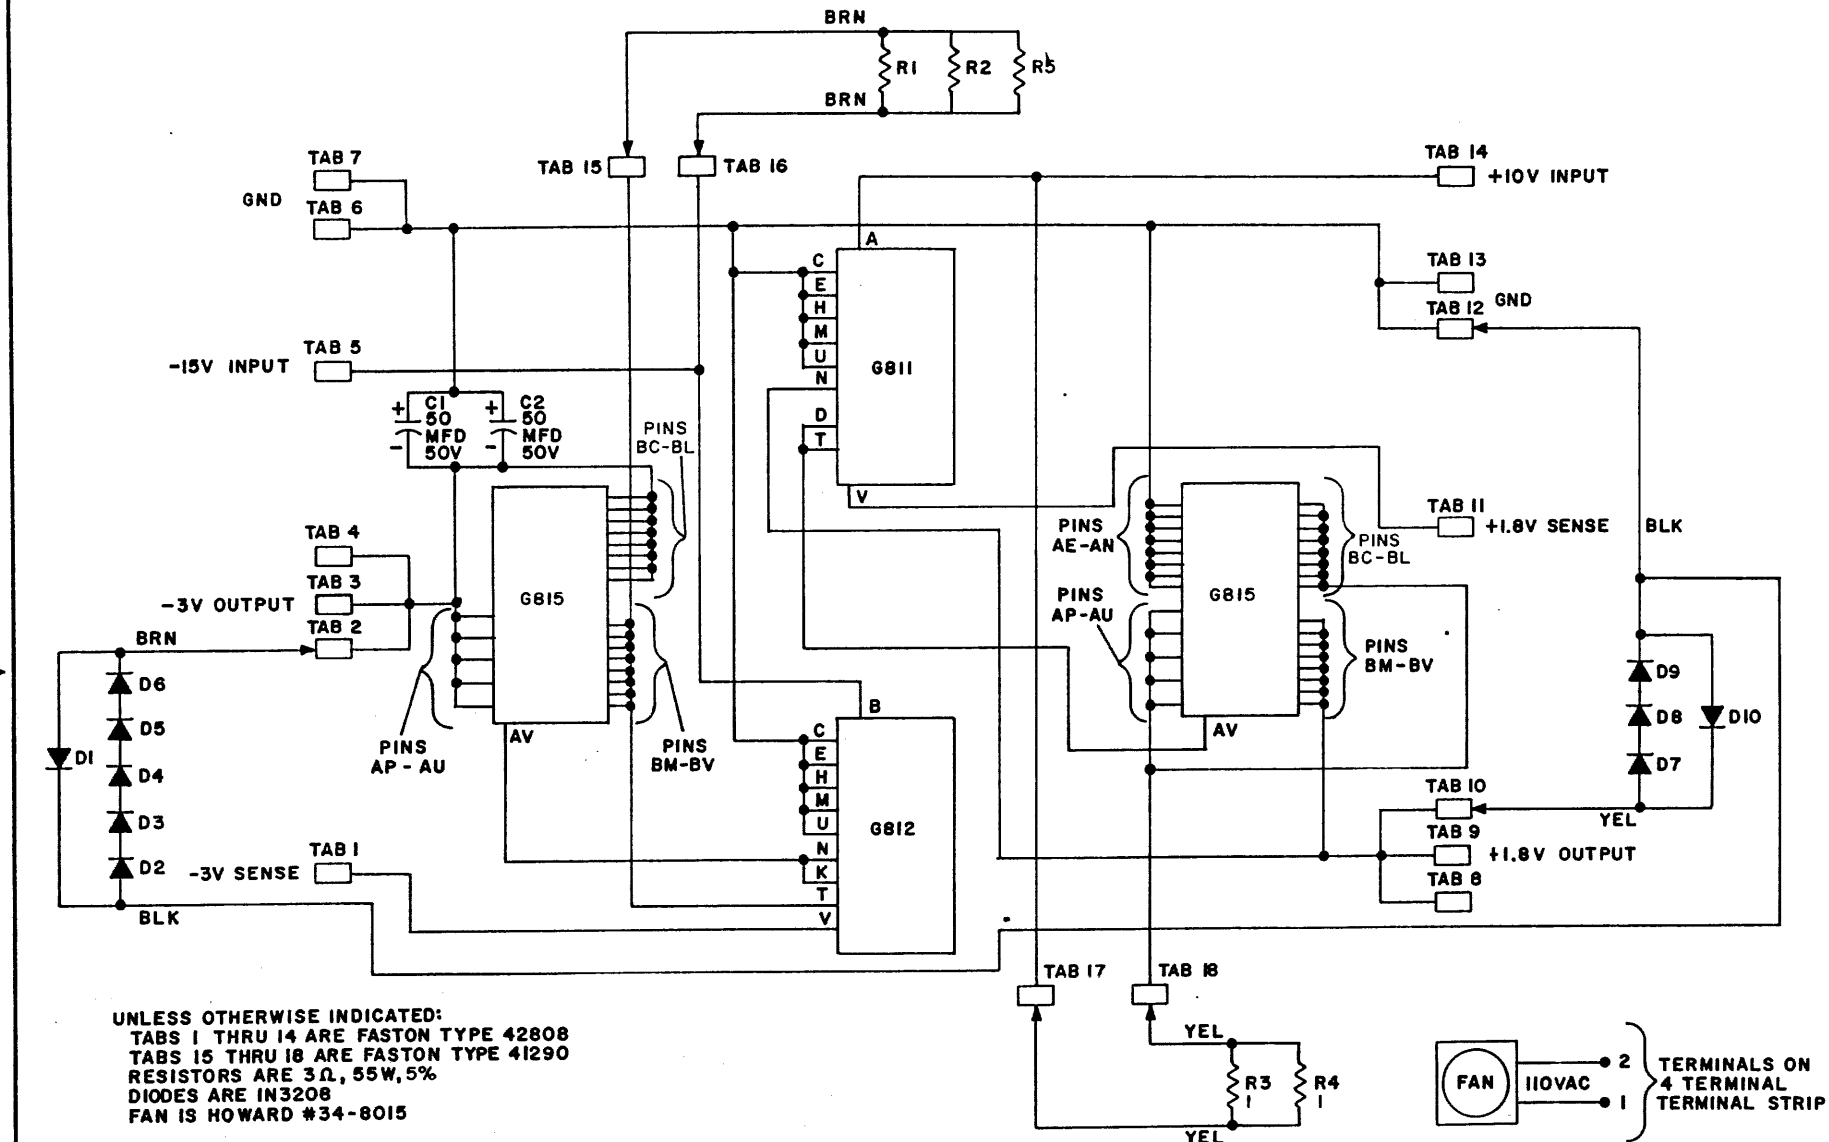 BRN
R1
R2
R5
BRN
TAB 7
TAB 15
TAB 16
TAB 14
+10V INPUT
GND
TAB 6
A
C
E
H
M
U
N
D
T
V
G811
TAB 13
TAB 12
GND
TAB 5
-15V INPUT
+
C1
50
MFD
50V
-
+
C2
50
MFD
50V
-
PINS
BC-BL
PINS
AE-AN
PINS
BC-BL
TAB 11
+1.8V SENSE
BLK
TAB 4
TAB 3
-3V OUTPUT
TAB 2
BRN
G815
PINS
AP-AU
G815
PINS
BM-BV
D6
D5
D1
D4
D3
D2
BLK
PINS
AP - AU
AV
PINS
BM-BV
B
C
E
H
M
U
N
K
T
V
G812
AV
D9
D8
D10
D7
TAB 10
YEL
TAB 9
+1.8V OUTPUT
TAB 8
TAB 1
-3V SENSE
TAB 17
TAB 18
YEL
R3
1
R4
1
YEL
UNLESS OTHERWISE INDICATED:
TABS 1 THRU 14 ARE FASTON TYPE 42808
TABS 15 THRU 18 ARE FASTON TYPE 41290
RESISTORS ARE 3Ω, 55W, 5%
DIODES ARE IN3208
FAN IS HOWARD #34-8015
FAN
110VAC
2
1
TERMINALS ON
4 TERMINAL
TERMINAL STRIP